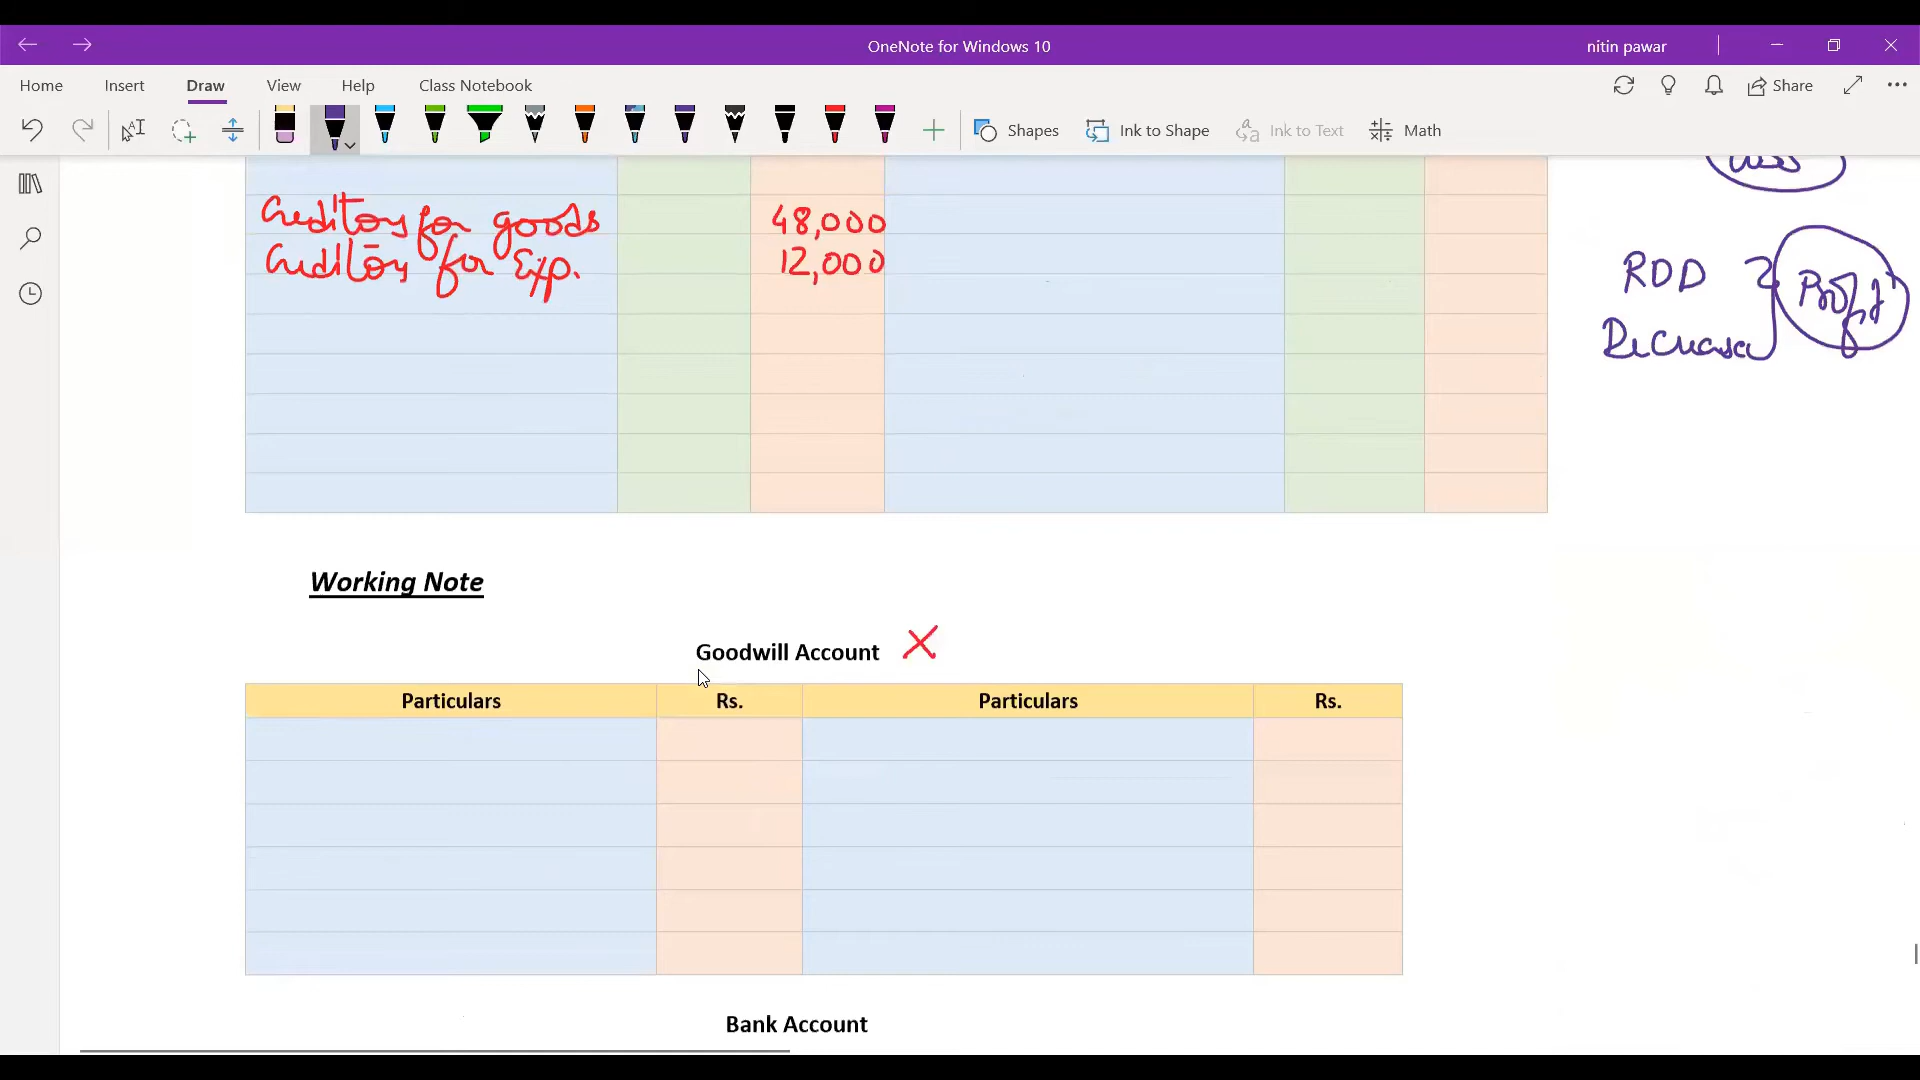 OneNote for Windows 10
nitin pawar
Home Insert Draw View Help Class Notebook
Share
Shapes Ink to Shape Ink to Text Math
Creditors for goods 48,000
Creditors for Exp. 12,000
RDD Profit
Decrease
Working Note
Goodwill Account X
Particulars Rs. Particulars Rs.
Bank Account